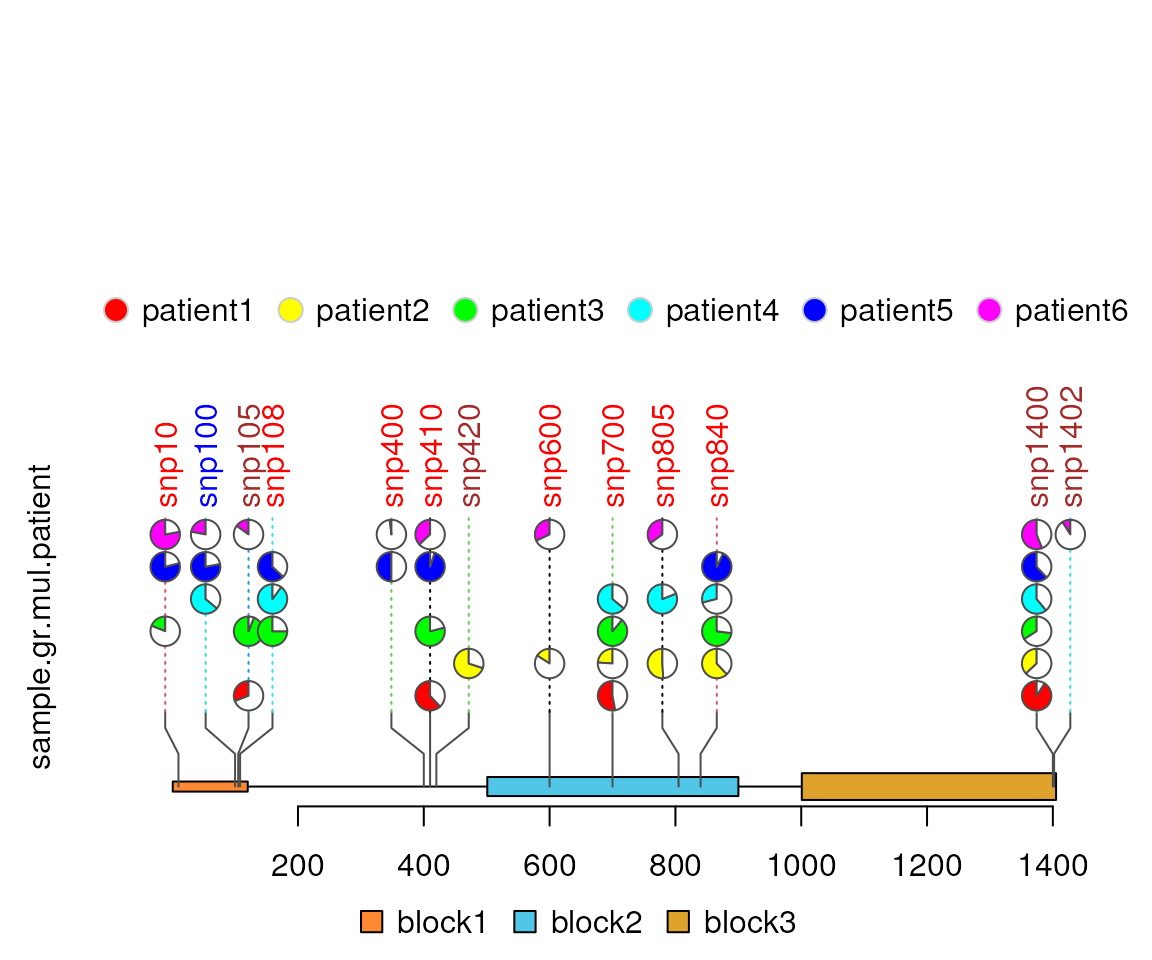 patient1 patient2 patient3 patient4 patient5 patient6
snp10
snp100
snp105
snp108
snp400
snp410
snp420
snp600
snp700
snp805
snp840
snp1400
snp1402
sample.gr.mul.patient
200 400 600 800 1000 1200 1400
block1 block2 block3